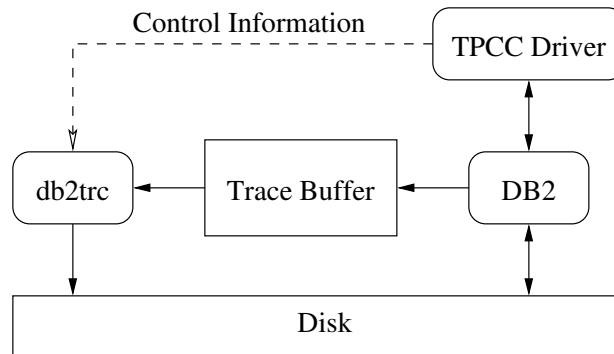 Control Information
TPCC Driver
db2trc
Trace Buffer
DB2
Disk